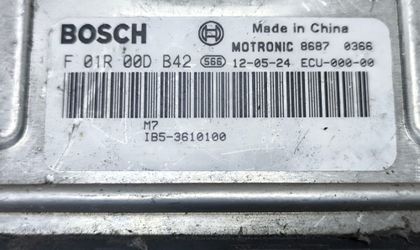 BOSCH
Made in China
MOTRONIC 8687 0366
F 01R 00D B42 566 12-05-24 ECU-000-00
M7
IB5-3610100